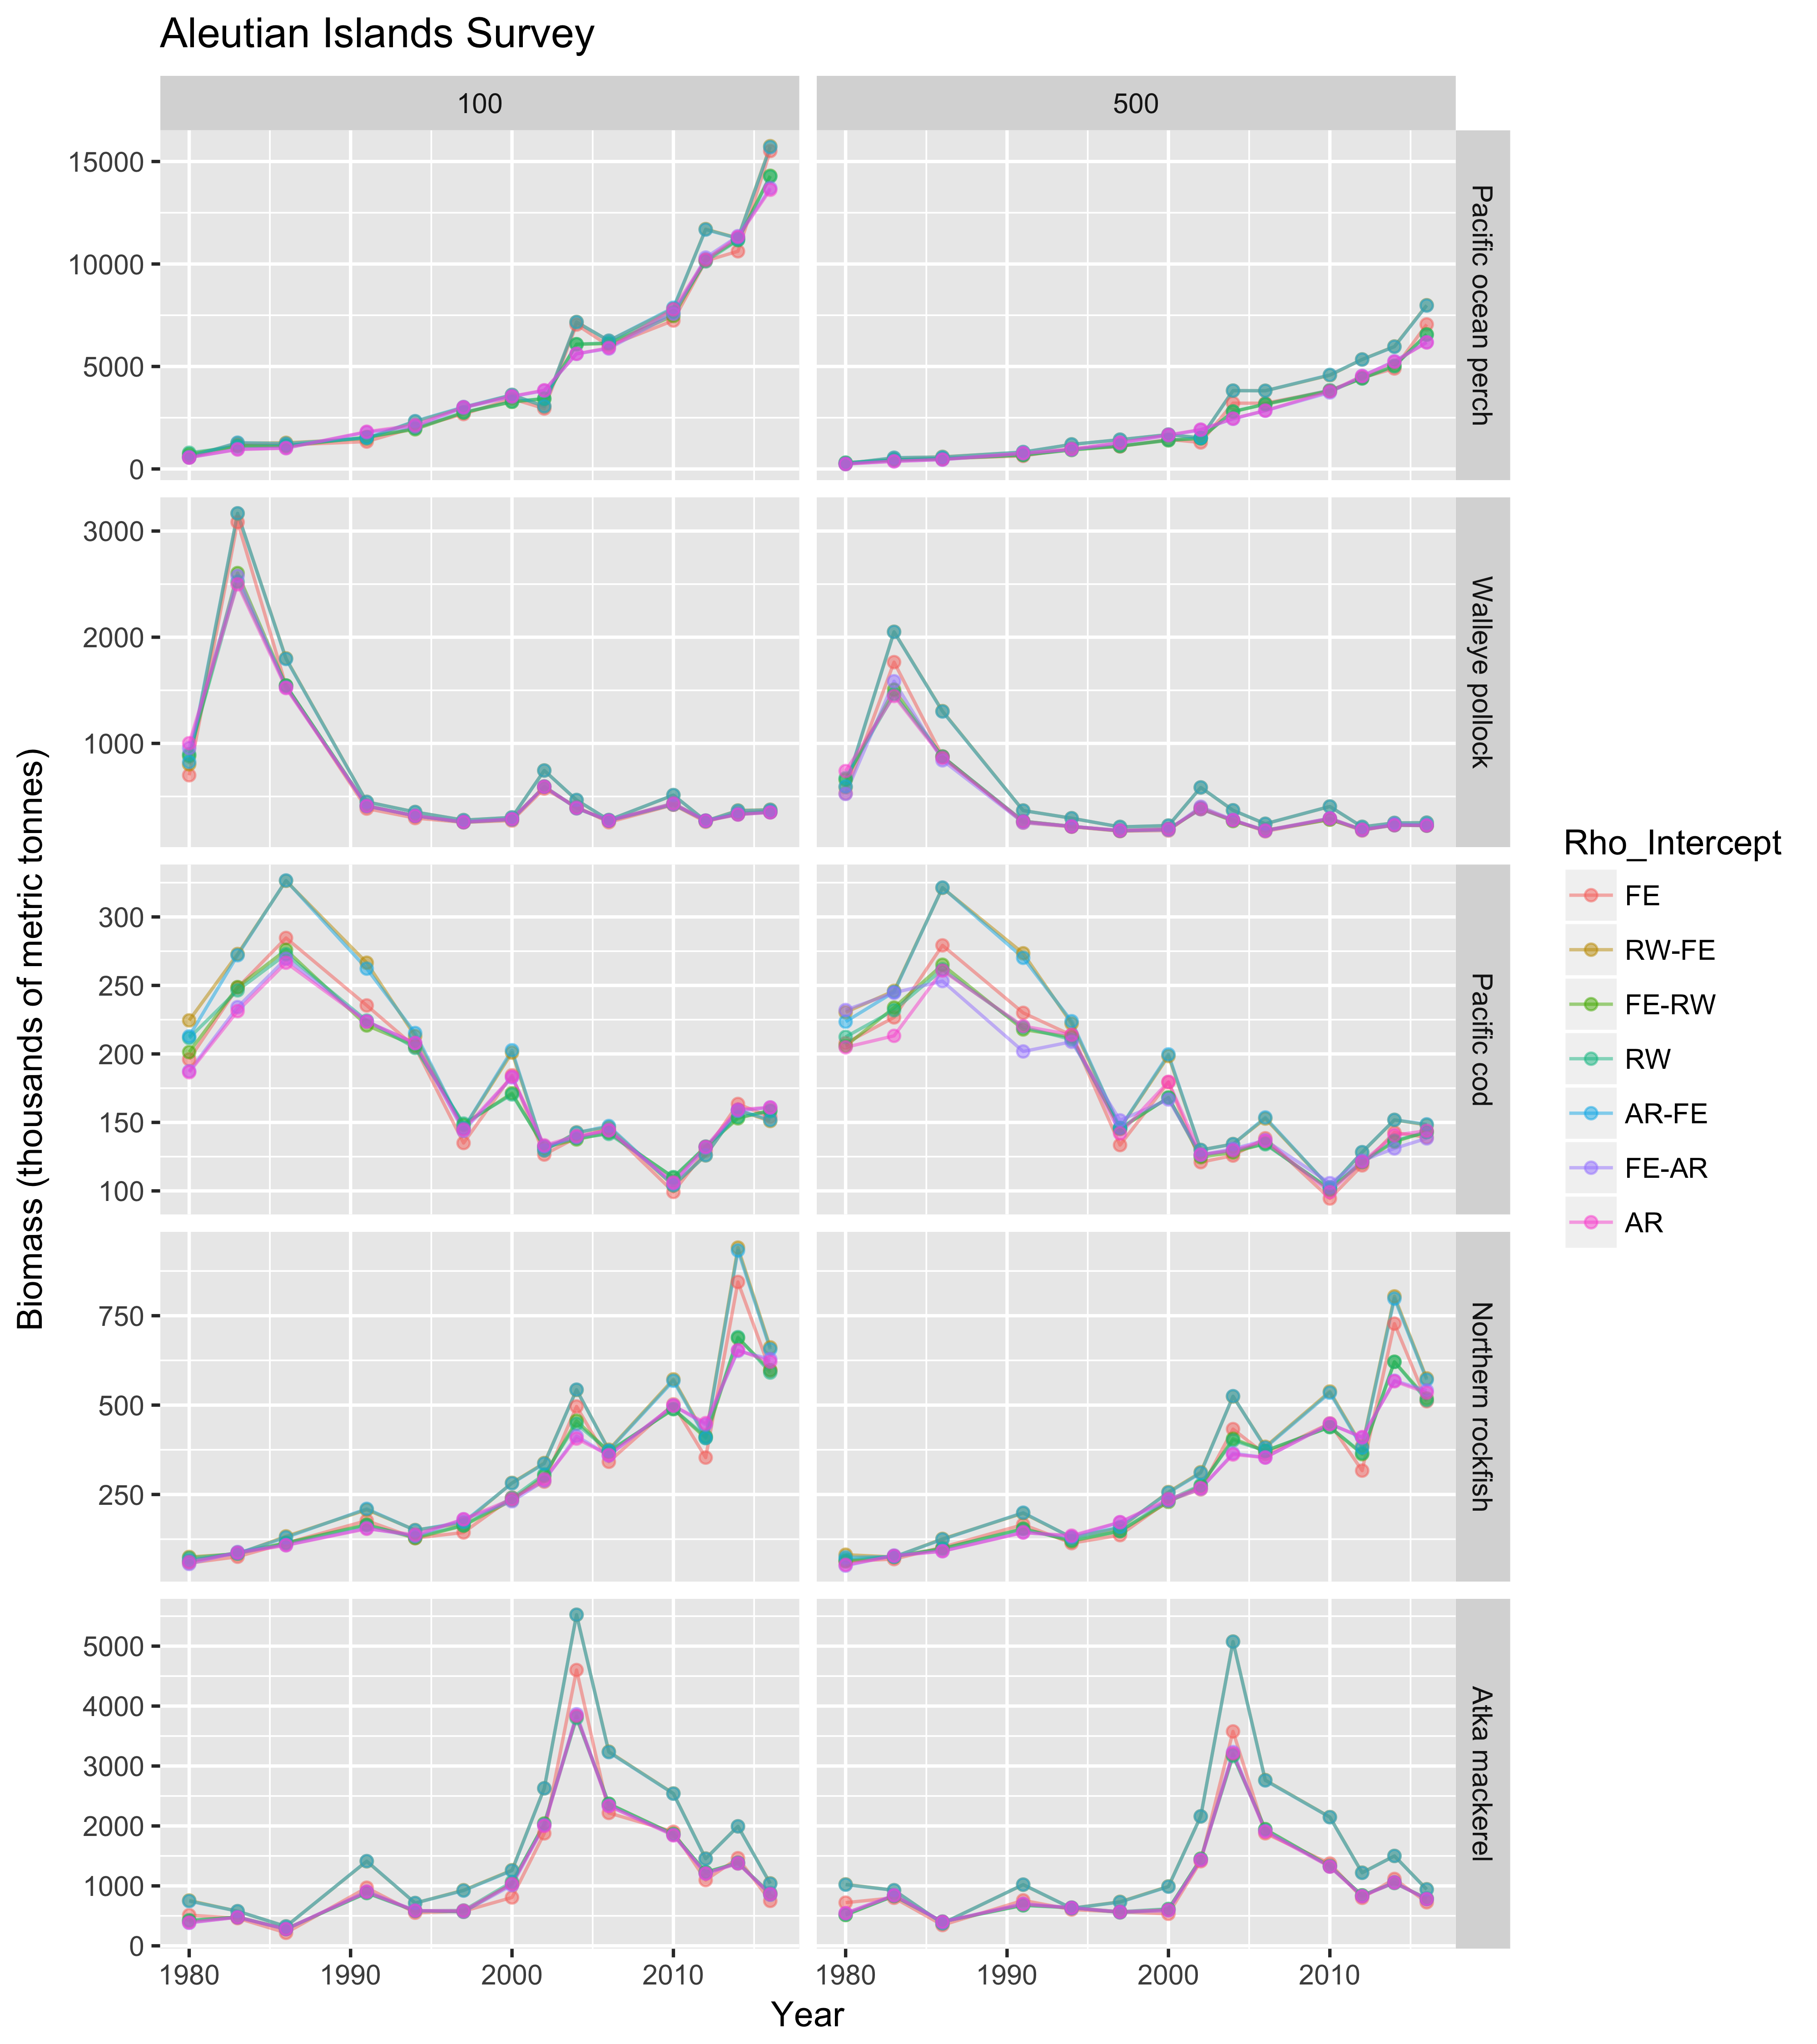 Aleutian Islands Survey
100
500
15000
10000
5000
0
Pacific ocean perch
3000
2000
1000
Walleye pollock
300
250
200
150
100
Pacific cod
750
500
250
Northern rockfish
5000
4000
3000
2000
1000
0
Atka mackerel
1980 1990 2000 2010
1980 1990 2000 2010
Year
Biomass (thousands of metric tonnes)
Rho_Intercept
FE
RW-FE
FE-RW
RW
AR-FE
FE-AR
AR